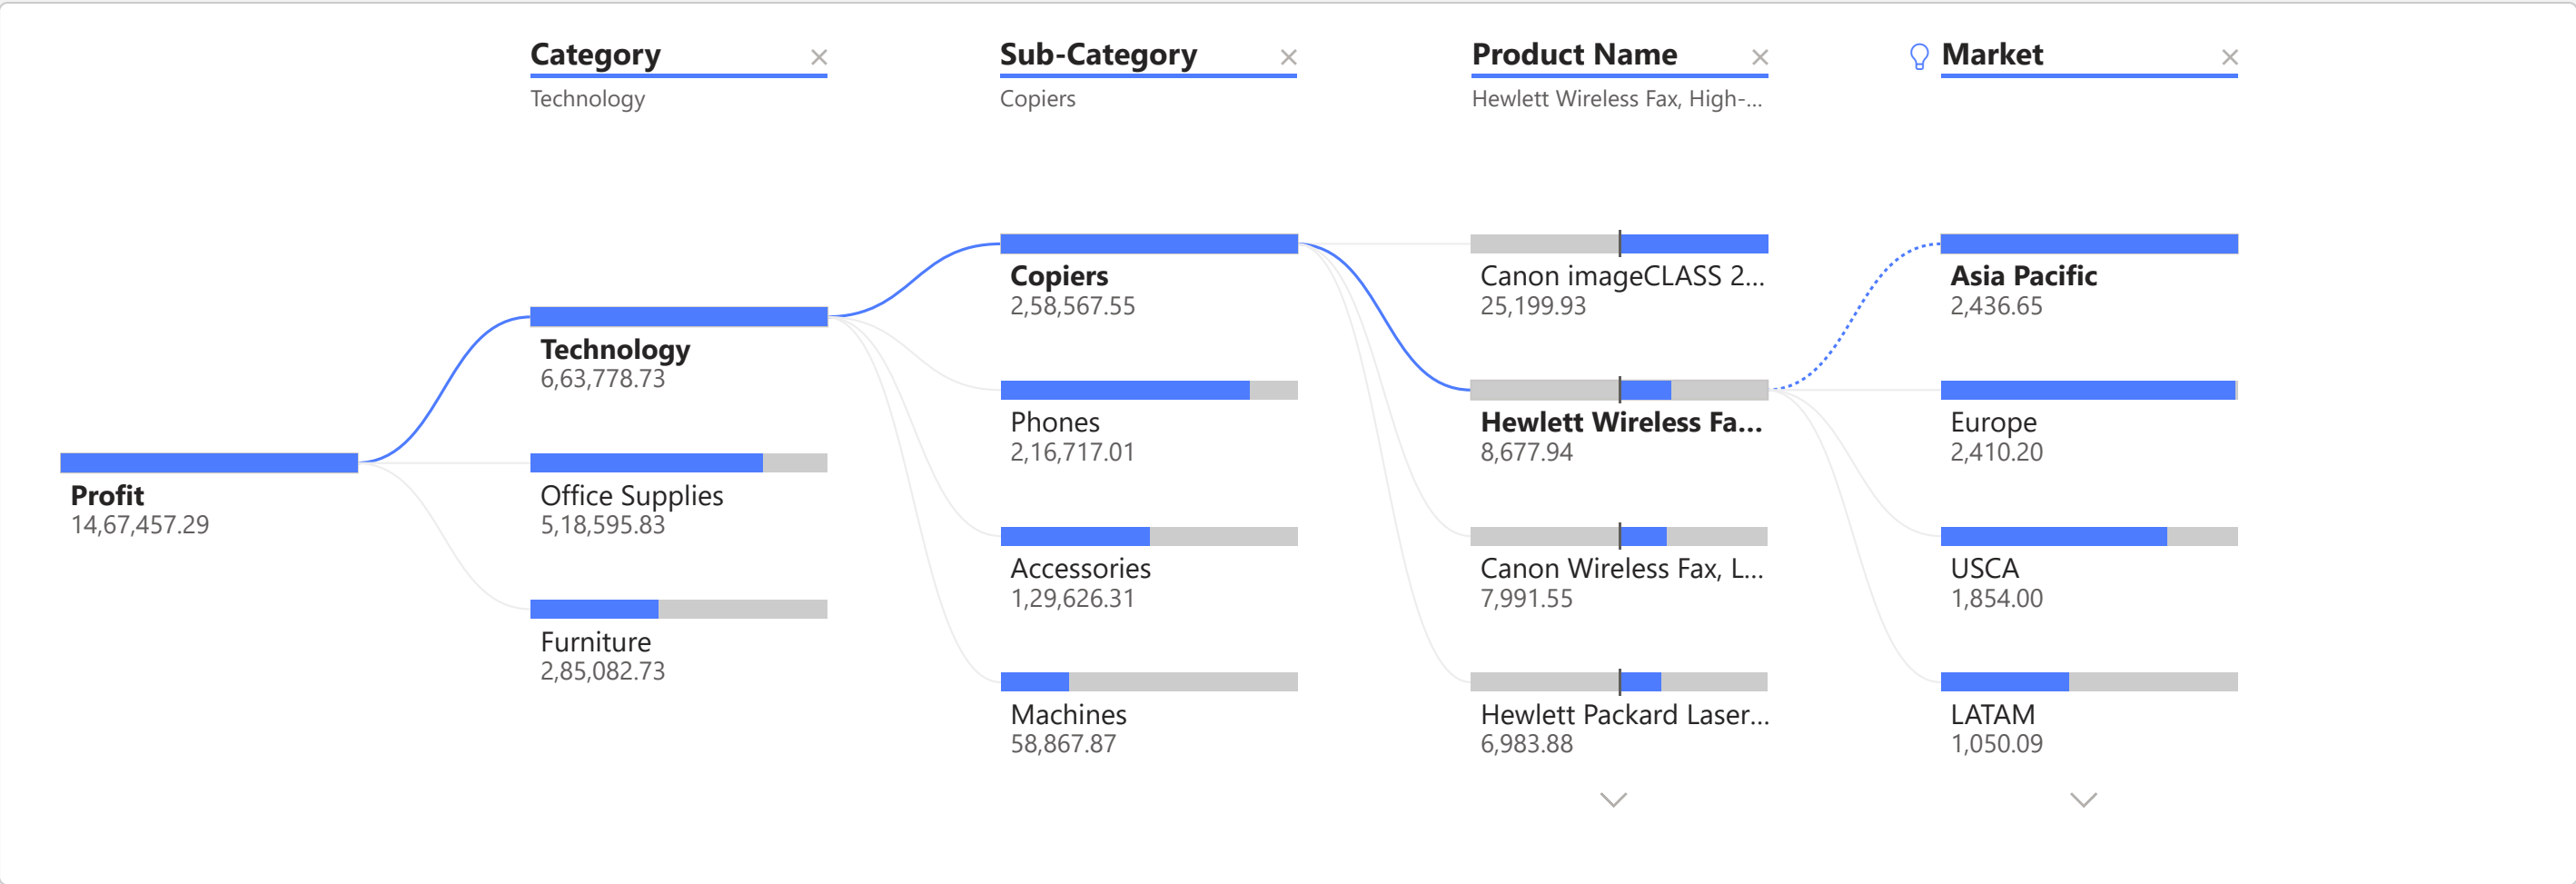 Category
Technology
Sub-Category
Copiers
Product Name
Hewlett Wireless Fax, High-...
Market
Profit
14,67,457.29
Technology
6,63,778.73
Office Supplies
5,18,595.83
Furniture
2,85,082.73
Copiers
2,58,567.55
Phones
2,16,717.01
Accessories
1,29,626.31
Machines
58,867.87
Canon imageCLASS 2...
25,199.93
Hewlett Wireless Fa...
8,677.94
Canon Wireless Fax, L...
7,991.55
Hewlett Packard Laser...
6,983.88
Asia Pacific
2,436.65
Europe
2,410.20
USCA
1,854.00
LATAM
1,050.09